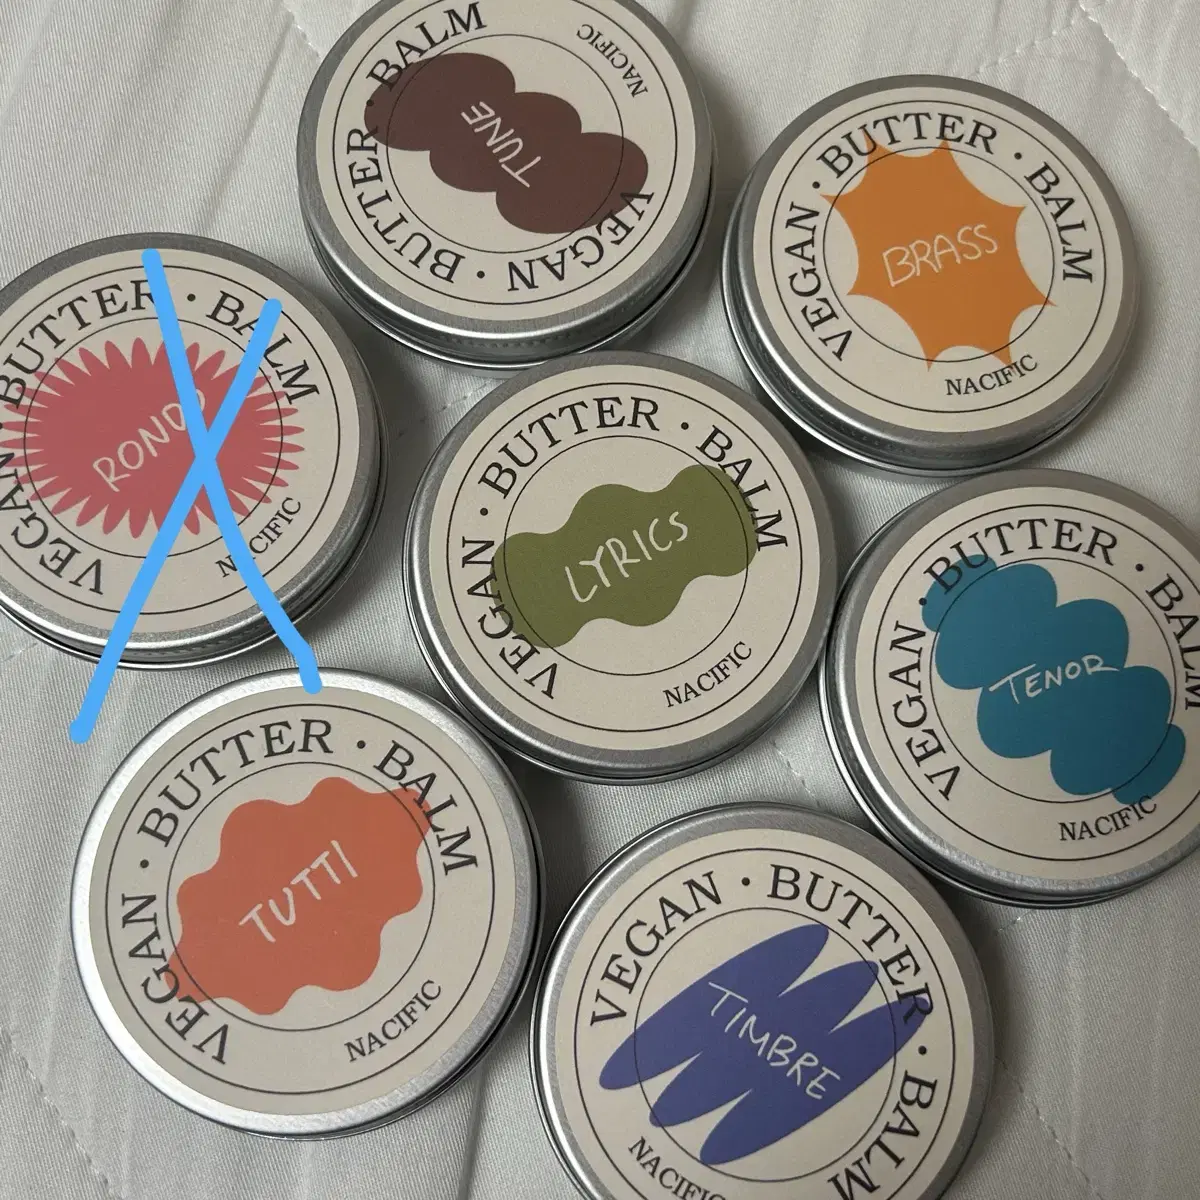 VEGAN · BUTTER · BALM
TUNE
NACIFIC
VEGAN · BUTTER · BALM
BRASS
NACIFIC
VEGAN · BUTTER · BALM
RONDO
NACIFIC
VEGAN · BUTTER · BALM
LYRICS
NACIFIC
VEGAN · BUTTER · BALM
TENOR
NACIFIC
VEGAN · BUTTER · BALM
TUTTI
NACIFIC
VEGAN · BUTTER · BALM
TIMBRE
NACIFIC